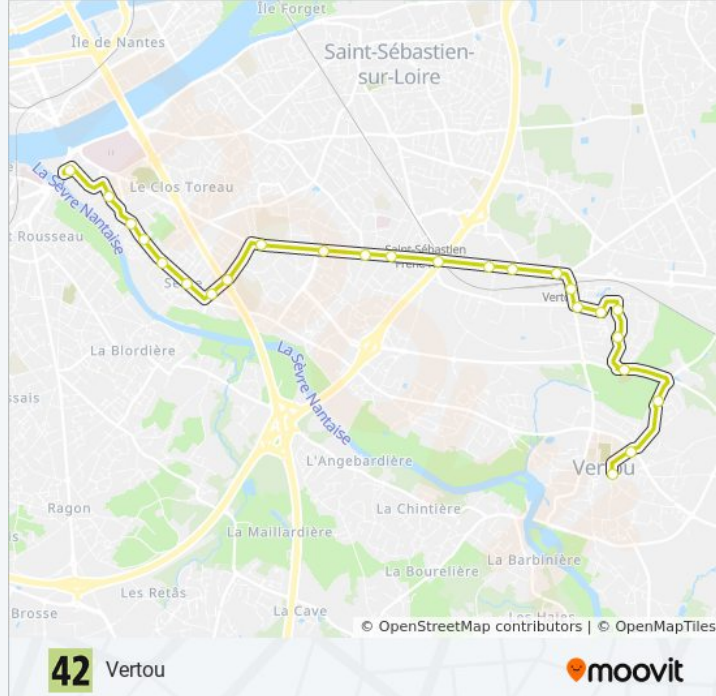 Île Forget
Île de Nantes
Saint-Sébastien-
sur-Loire
La Sèvre Nantaise
Le Clos Toreau
Rousseau
Saint-Sébastien
Vertou
La Blordière
La Sèvre Nantaise
L'Angebardière
Vertou
Ragon
La Chintière
La Maillardière
La Barbinière
La Bourelière
Les Retâs
Brosse
La Cave
© OpenStreetMap contributors | © OpenMapTiles
42 Vertou
moovit